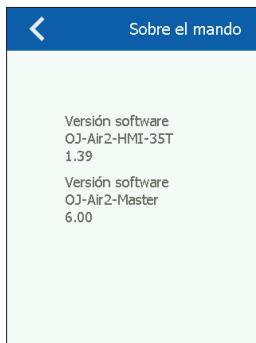 Sobre el mando
Versión software
OJ-Air2-HMI-35T
1.39
Versión software
OJ-Air2-Master
6.00